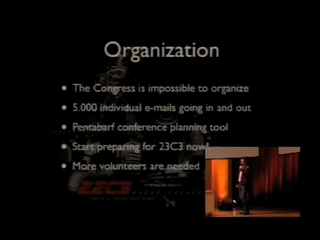 Organization
The Congress is impossible to organize
5.000 individual e-mails going in and out
Pentabarf conference planning tool
Start preparing for 23C3 now!
More volunteers are needed
22C3